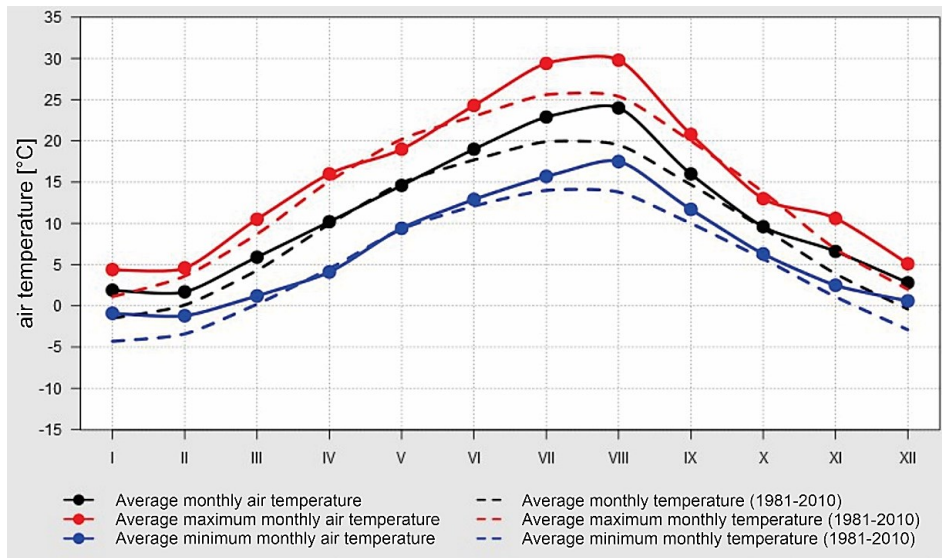 35
30
25
20
15
10
5
0
-5
-10
-15
air temperature [°C]
I II III IV V VI VII VIII IX X XI XII
Average monthly air temperature
Average maximum monthly air temperature
Average minimum monthly air temperature
Average monthly temperature (1981-2010)
Average maximum monthly temperature (1981-2010)
Average minimum monthly temperature (1981-2010)